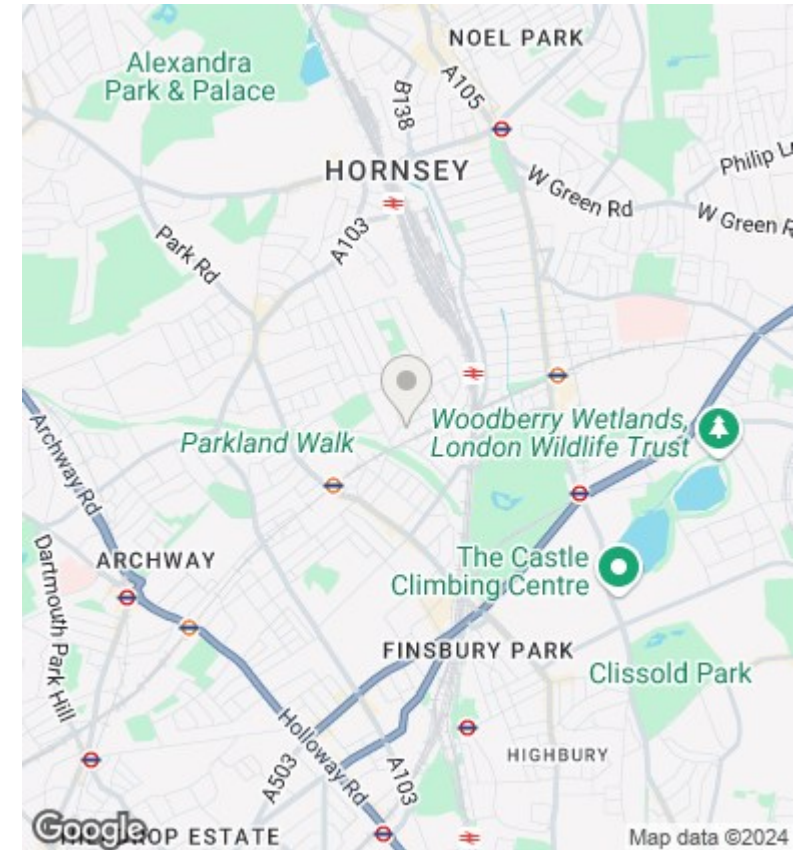 NOEL PARK
Alexandra
Park & Palace
A105
B138
Philip L
HORNSEY
W Green Rd
W Green R
A103
Park Rd
Woodberry Wetlands,
London Wildlife Trust
Parkland Walk
Archway Rd
ARCHWAY
The Castle
Climbing Centre
Dartmouth Park Hill
FINSBURY PARK
Clissold Park
Holloway Rd
A503
A103
HIGHBURY
Google
DROP ESTATE
Map data ©2024